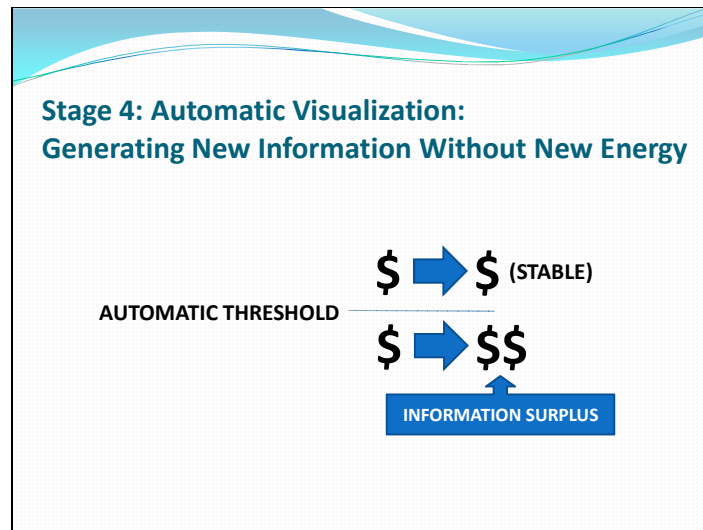 Stage 4: Automatic Visualization:
Generating New Information Without New Energy
$ $ (STABLE)
AUTOMATIC THRESHOLD
$ $$
INFORMATION SURPLUS